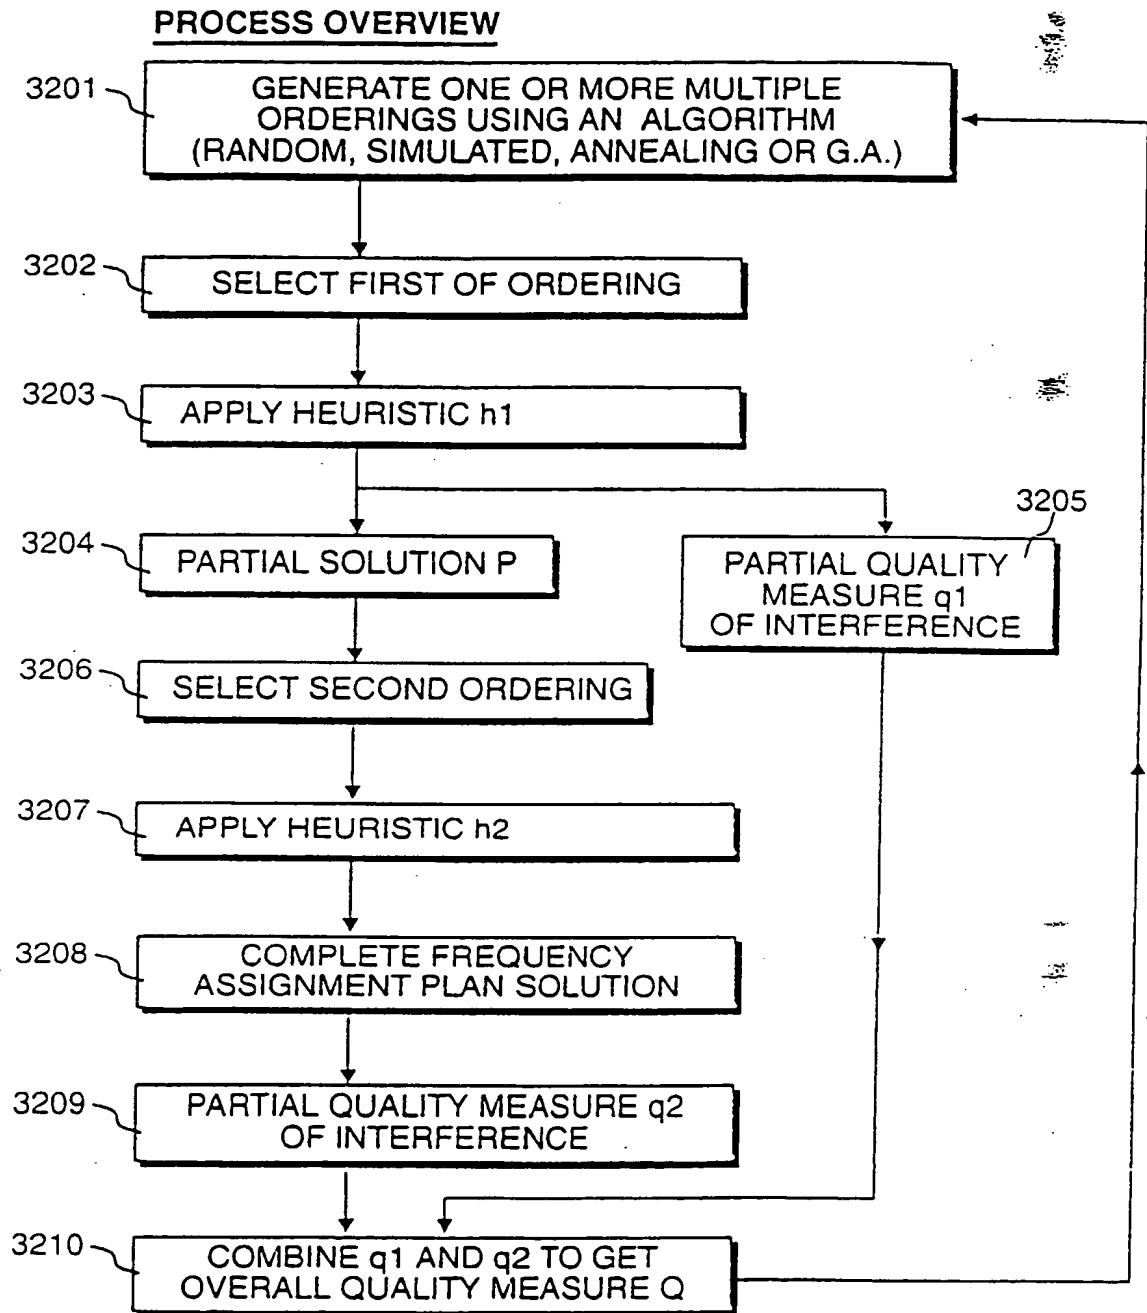 PROCESS OVERVIEW
3201
GENERATE ONE OR MORE MULTIPLE
ORDERINGS USING AN ALGORITHM
(RANDOM, SIMULATED, ANNEALING OR G.A.)
3202
SELECT FIRST OF ORDERING
3203
APPLY HEURISTIC h1
3204
PARTIAL SOLUTION P
3205
PARTIAL QUALITY
MEASURE q1
OF INTERFERENCE
3206
SELECT SECOND ORDERING
3207
APPLY HEURISTIC h2
3208
COMPLETE FREQUENCY
ASSIGNMENT PLAN SOLUTION
3209
PARTIAL QUALITY MEASURE q2
OF INTERFERENCE
3210
COMBINE q1 AND q2 TO GET
OVERALL QUALITY MEASURE Q